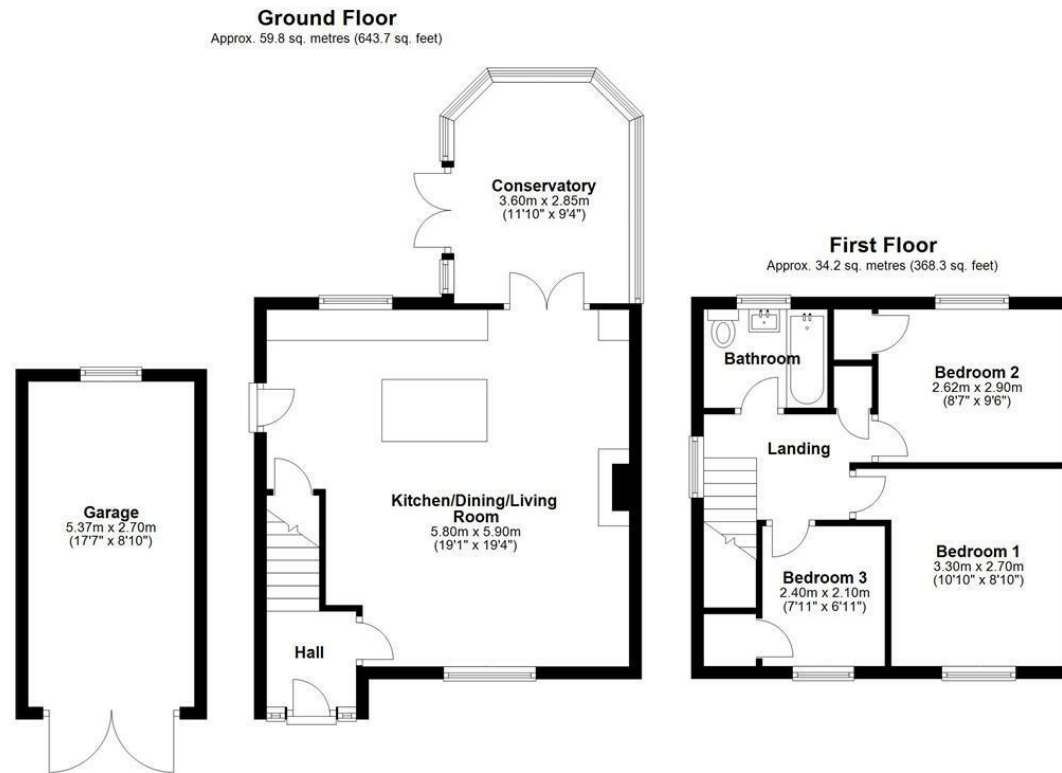 Ground Floor
Approx. 59.8 sq. metres (643.7 sq. feet)
Conservatory
3.60m x 2.85m
(11'10" x 9'4")
First Floor
Approx. 34.2 sq. metres (368.3 sq. feet)
Bathroom
Bedroom 2
2.62m x 2.90m
(8'7" x 9'6")
Landing
Garage
5.37m x 2.70m
(17'7" x 8'10")
Kitchen/Dining/Living
Room
5.80m x 5.90m
(19'1" x 19'4")
Bedroom 1
3.30m x 2.70m
(10'10" x 8'10")
Bedroom 3
2.40m x 2.10m
(7'11" x 6'11")
Hall